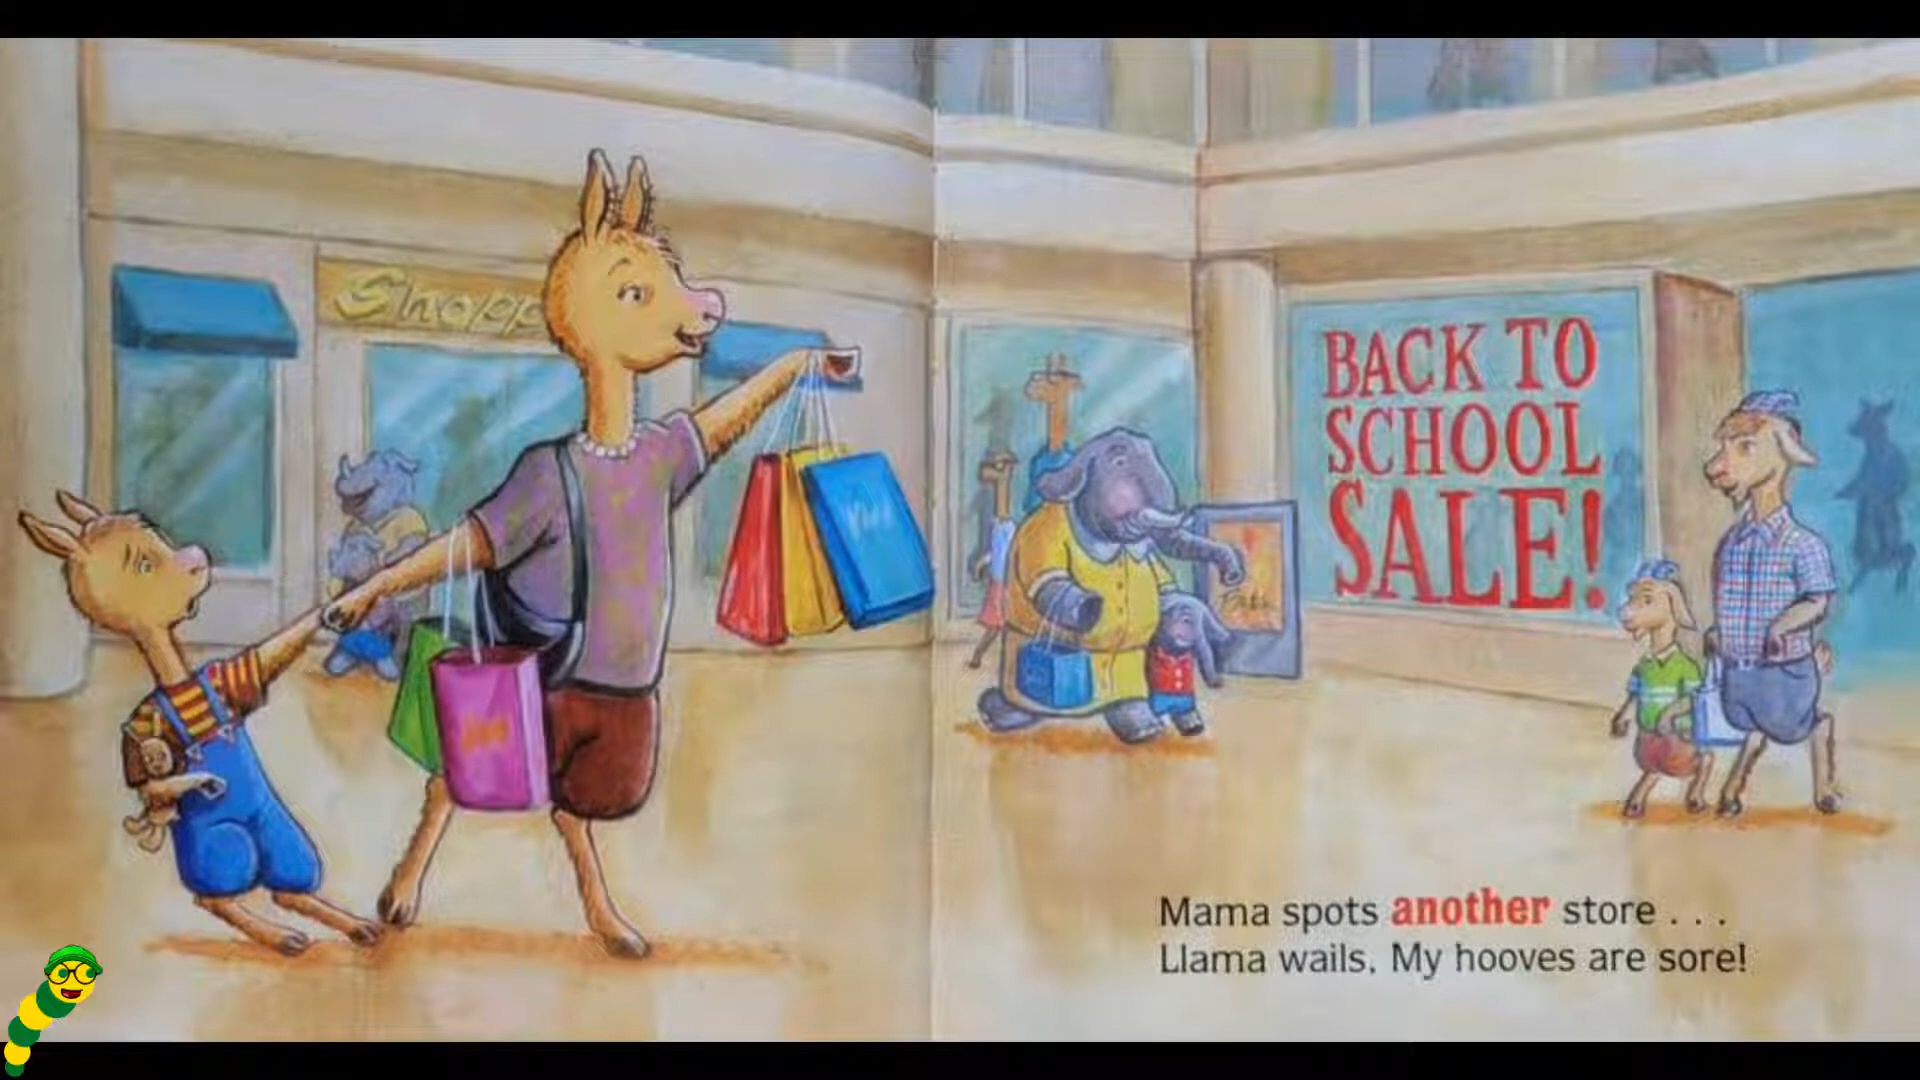 Shopp
BACK TO
SCHOOL
SALE!
Mama spots another store . . .
Llama wails, My hooves are sore!